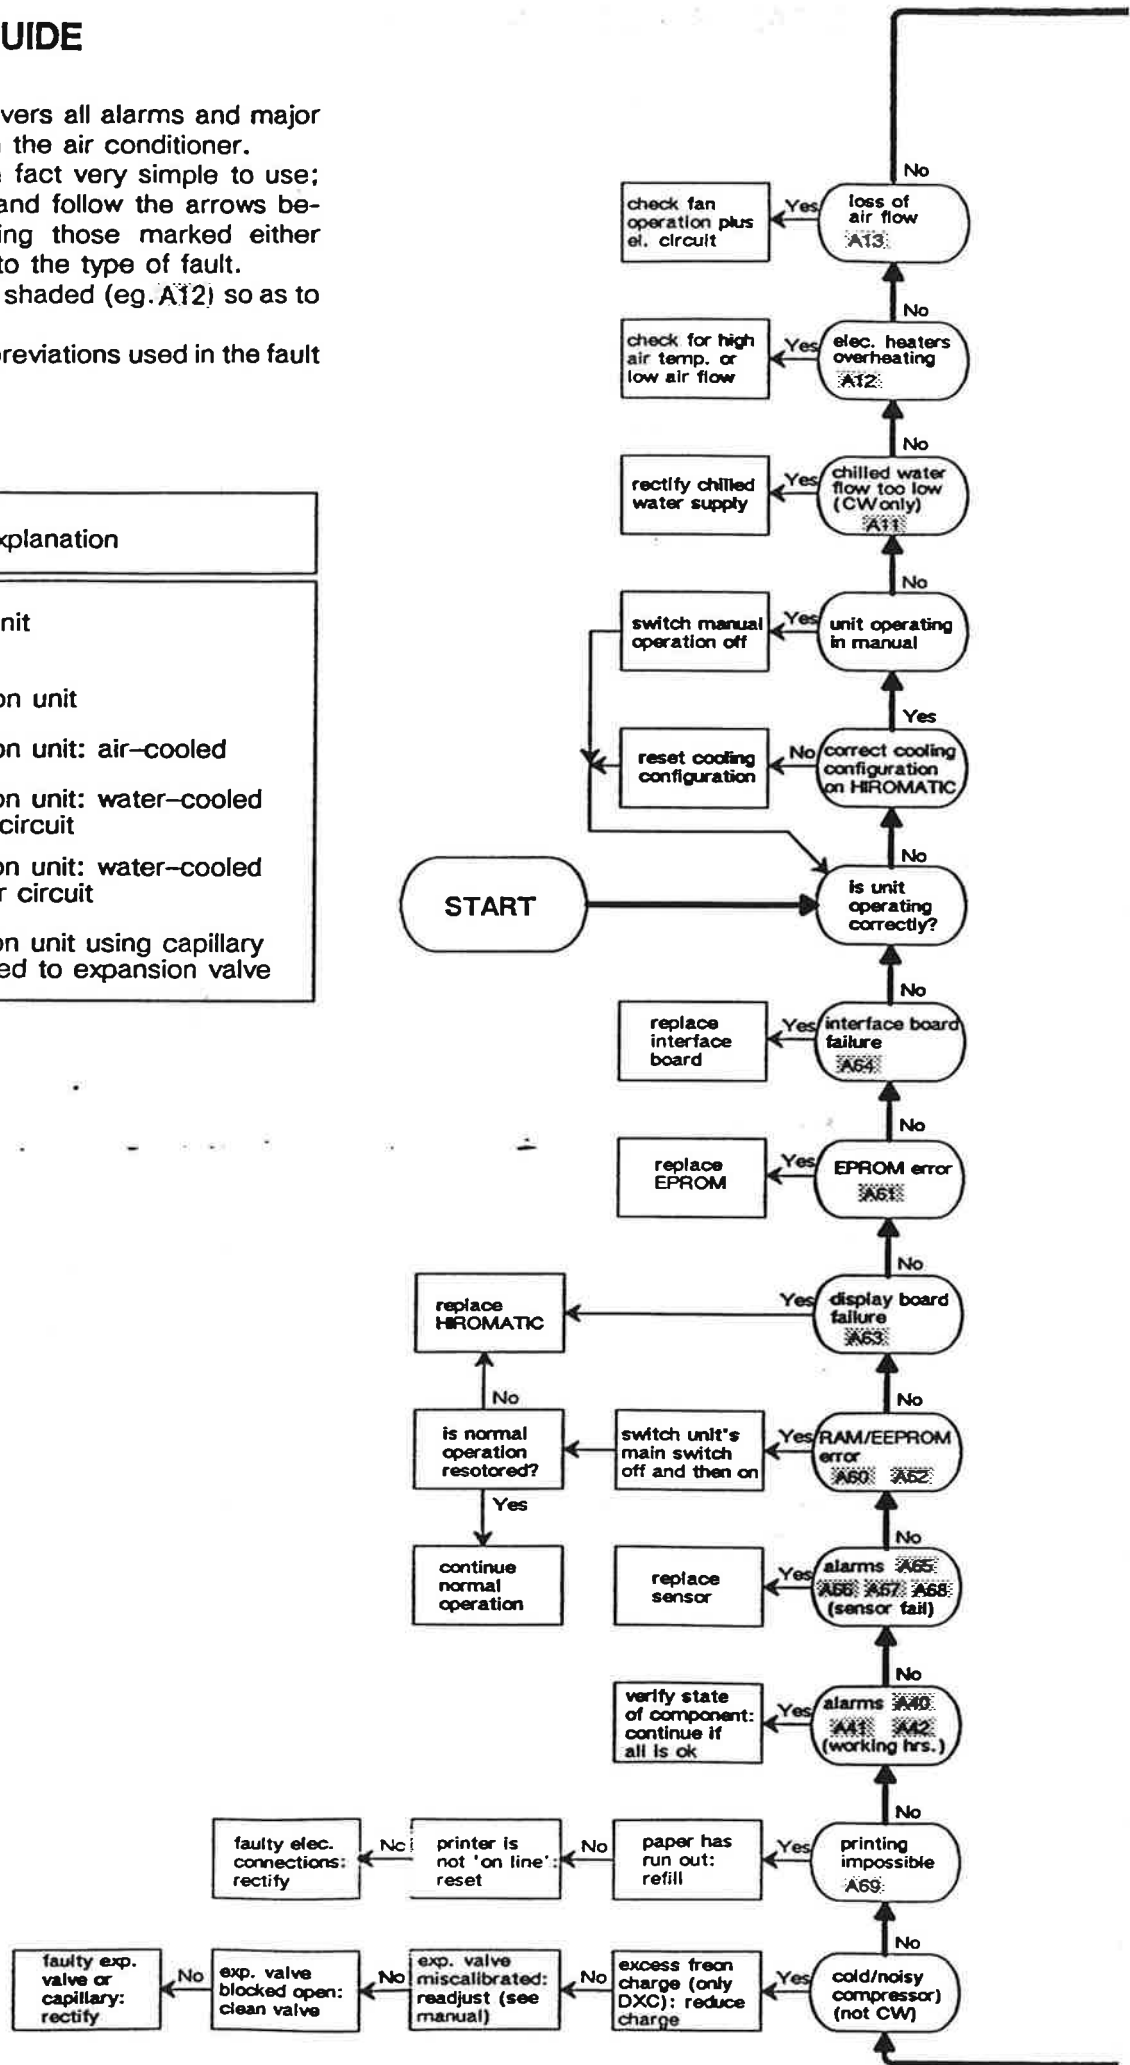 UIDE
vers all alarms and major
the air conditioner.
fact very simple to use;
and follow the arrows be-
ing those marked either
to the type of fault.
shaded (eg. A12) so as to
breviations used in the fault
xplanation
nit
on unit
on unit: air–cooled
on unit: water–cooled
circuit
on unit: water–cooled
r circuit
on unit using capillary
ed to expansion valve
No
check fan
operation plus
el. circuit
Yes
loss of
air flow
A13
No
check for high
air temp. or
low air flow
Yes
elec. heaters
overheating
A12
No
rectify chilled
water supply
Yes
chilled water
flow too low
(CW only)
A11
No
switch manual
operation off
Yes
unit operating
in manual
Yes
reset cooling
configuration
No
correct cooling
configuration
on HIROMATIC
No
START
is unit
operating
correctly?
No
replace
interface
board
Yes
interface board
failure
A64
No
replace
EPROM
Yes
EPROM error
A61
No
replace
HIROMATIC
Yes
display board
failure
A63
No
No
is normal
operation
resotored?
switch unit's
main switch
off and then on
Yes
RAM/EEPROM
error
A60 A62
Yes
No
continue
normal
operation
replace
sensor
Yes
alarms A65
A66 A67 A68
(sensor fail)
No
verify state
of component:
continue if
all is ok
Yes
alarms A40
A41 A42
(working hrs.)
No
faulty elec.
connections:
rectify
No
printer is
not 'on line':
reset
No
paper has
run out:
refill
Yes
printing
impossible
A69
No
faulty exp.
valve or
capillary:
rectify
No
exp. valve
blocked open:
clean valve
No
exp. valve
miscalibrated:
readjust (see
manual)
No
excess freon
charge (only
DXC): reduce
charge
Yes
cold/noisy
compressor)
(not CW)